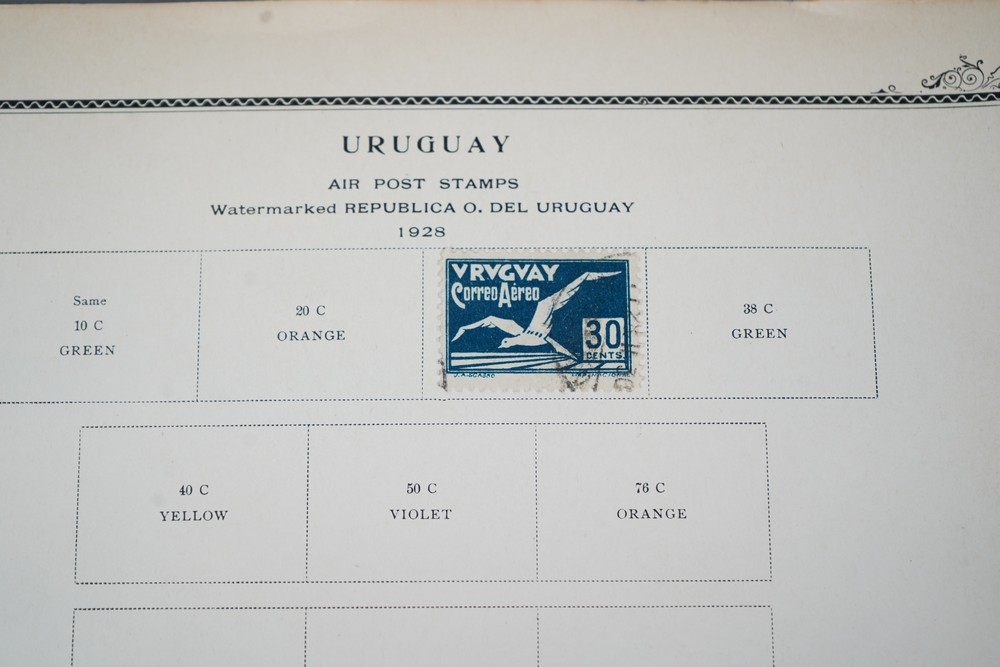 URUGUAY
AIR POST STAMPS
Watermarked REPUBLICA O. DEL URUGUAY
1928
Same
10 C
GREEN
20 C
ORANGE
VRVGVAY
Correo Aéreo
30
CENTS
38 C
GREEN
40 C
YELLOW
50 C
VIOLET
76 C
ORANGE